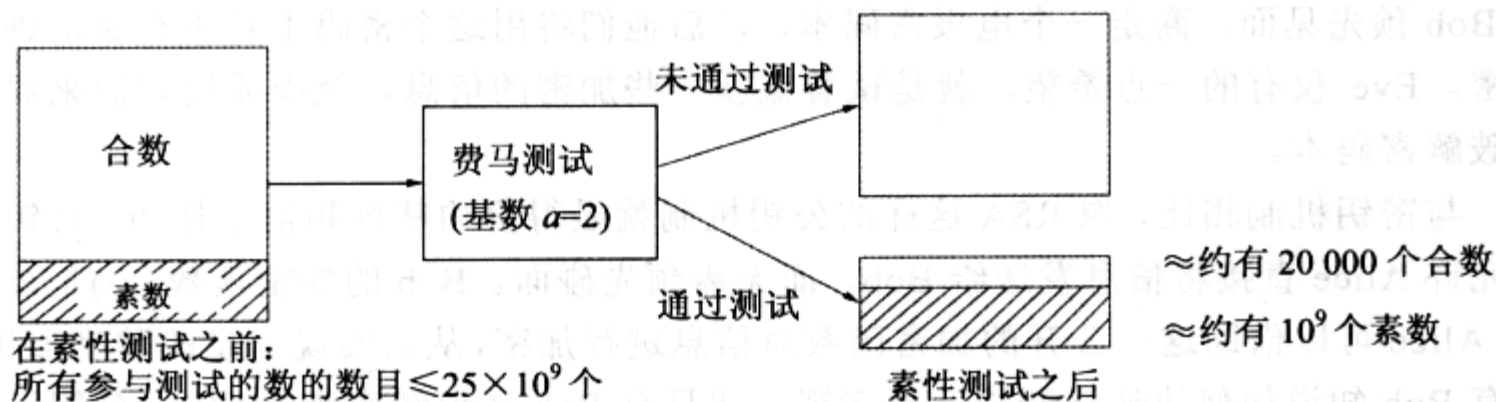 合数
素数
在素性测试之前：
所有参与测试的数的数目≤25×10⁹个
费马测试
(基数 a=2)
未通过测试
通过测试
≈约有 20 000 个合数
≈约有 10⁹ 个素数
素性测试之后